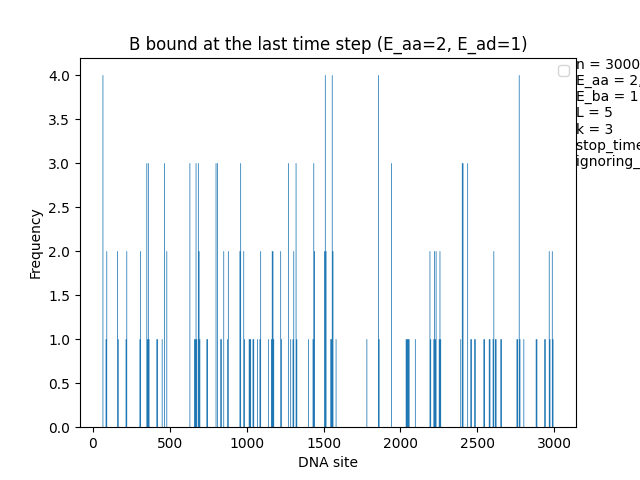 B bound at the last time step (E_aa=2, E_ad=1)
n = 3000
E_aa = 2,
E_ba = 1
L = 5
k = 3
stop_time
ignoring_
Frequency
4.0
3.5
3.0
2.5
2.0
1.5
1.0
0.5
0.0
0 500 1000 1500 2000 2500 3000
DNA site